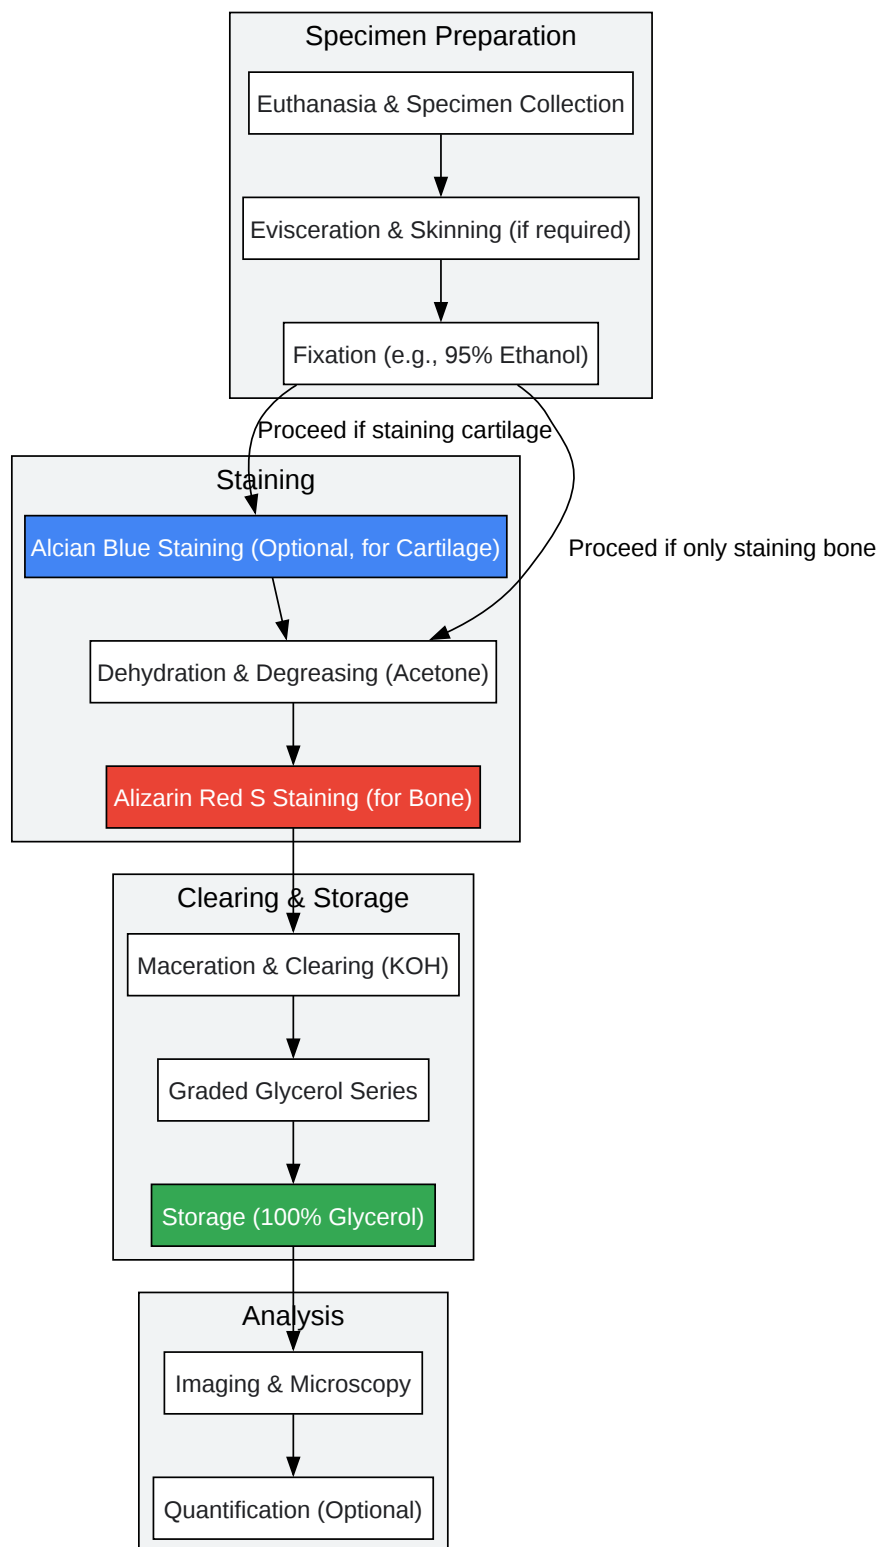 Specimen Preparation
Euthanasia & Specimen Collection
Evisceration & Skinning (if required)
Fixation (e.g., 95% Ethanol)
Proceed if staining cartilage
Staining
Alcian Blue Staining (Optional, for Cartilage)
Proceed if only staining bone
Dehydration & Degreasing (Acetone)
Alizarin Red S Staining (for Bone)
Clearing & Storage
Maceration & Clearing (KOH)
Graded Glycerol Series
Storage (100% Glycerol)
Analysis
Imaging & Microscopy
Quantification (Optional)